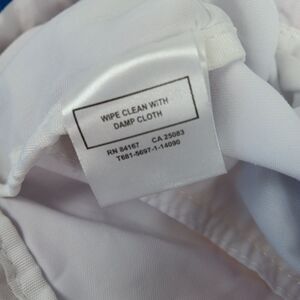 WIPE CLEAN WITH
DAMP CLOTH
RN 84167 CA 25083
T681-5697-1-14090